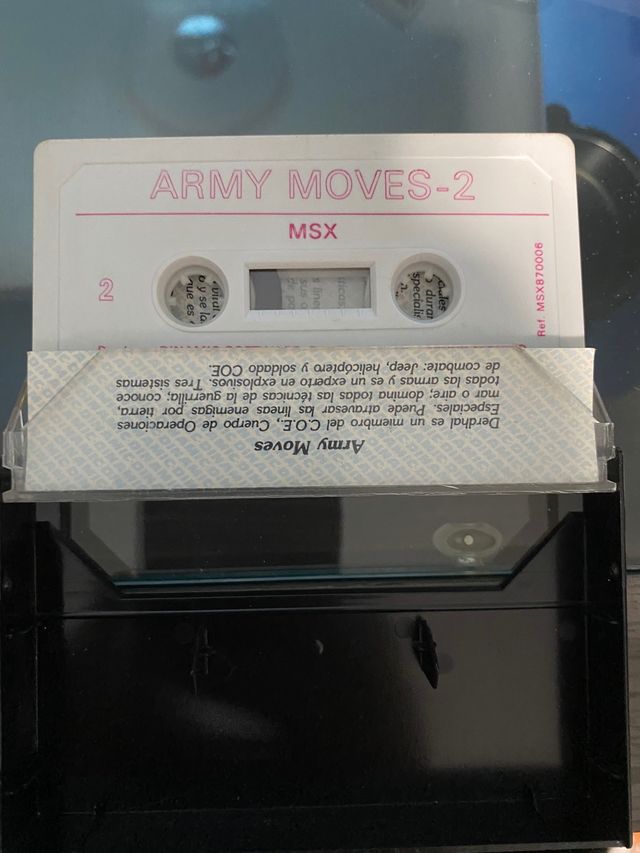 ARMY MOVES-2
MSX
2
Ref. MSX870006
Army Moves
Derdhal es un miembro del C.O.E., Cuerpo de Operaciones
Especiales. Puede atravesar las líneas enemigas por tierra,
mar o aire; domina todas las técnicas de la guerrilla; conoce
todas las armas y es un experto en explosivos. Tres sistemas
de combate: Jeep, helicóptero y soldado COE.